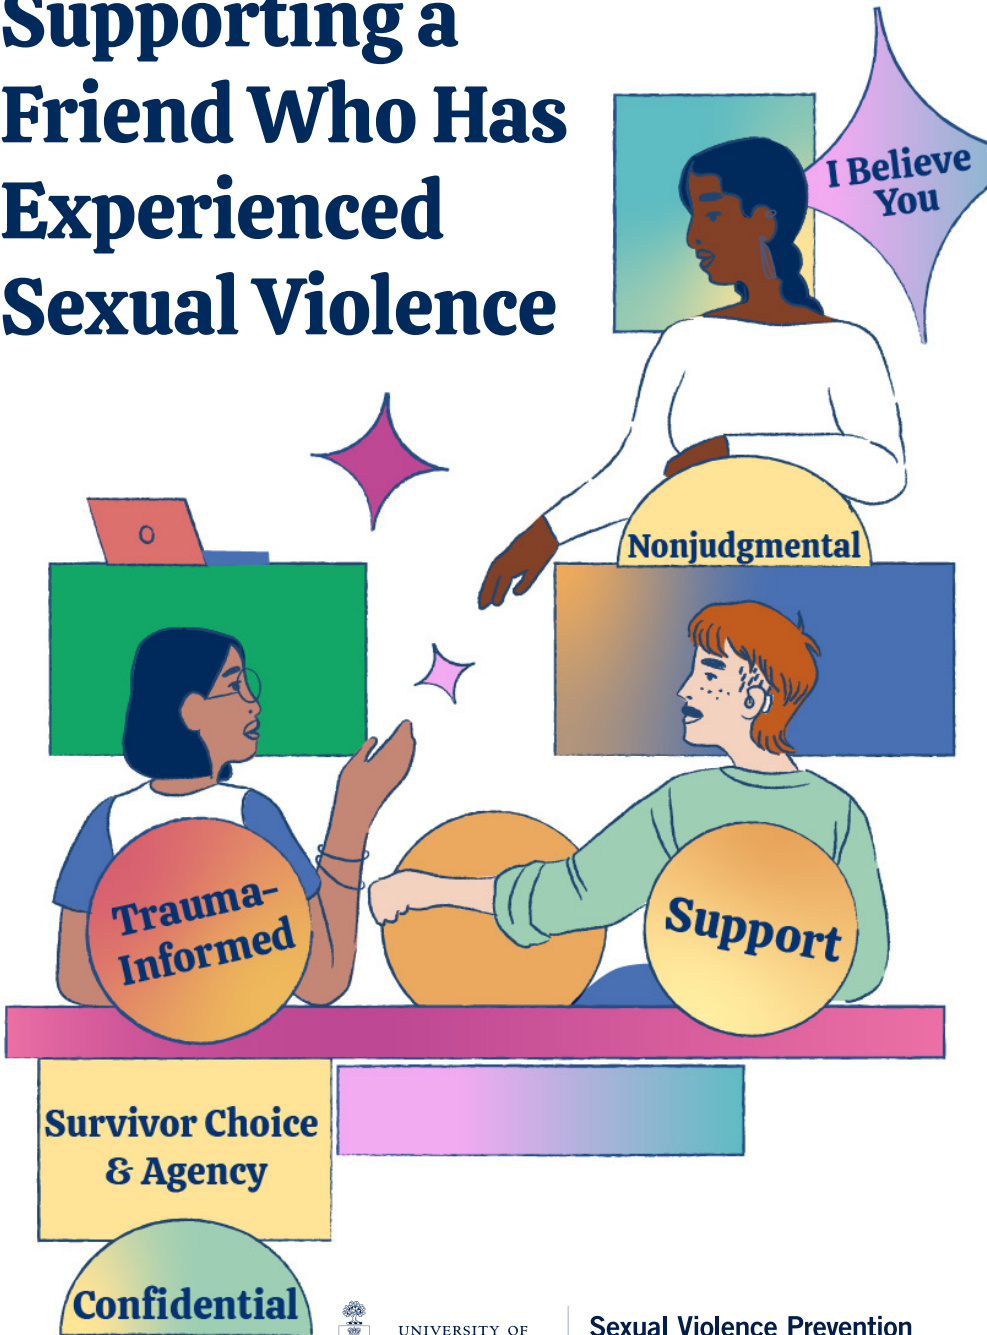 Supporting a
Friend Who Has
Experienced
Sexual Violence
I Believe
You
Nonjudgmental
Trauma-
Informed
Support
Survivor Choice
& Agency
Confidential
UNIVERSITY OF
Sexual Violence Prevention